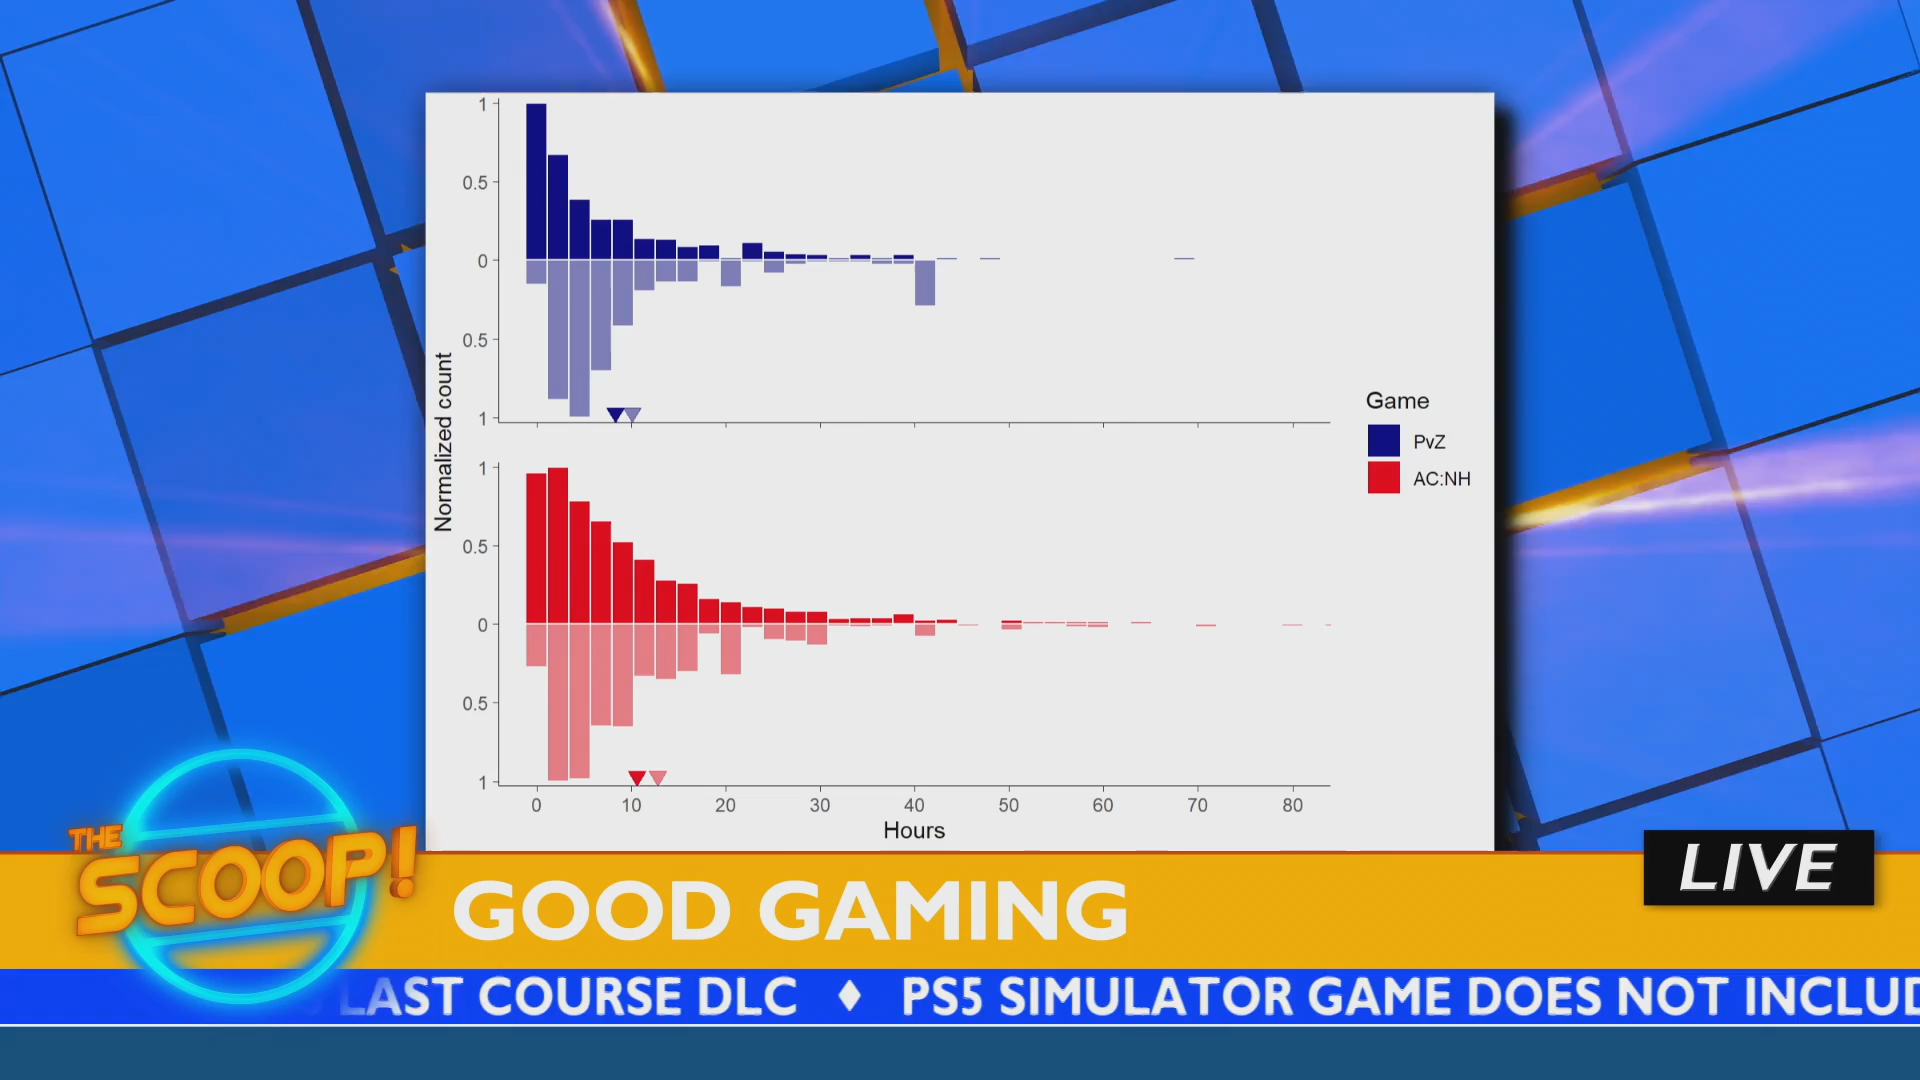 1
0.5
0
0.5
1
Normalized count
1
0.5
0
0.5
1
0 10 20 30 40 50 60 70 80
Hours
Game
PvZ
AC:NH
LIVE
THE
SCOOP!
GOOD GAMING
LAST COURSE DLC ♦ PS5 SIMULATOR GAME DOES NOT INCLUD